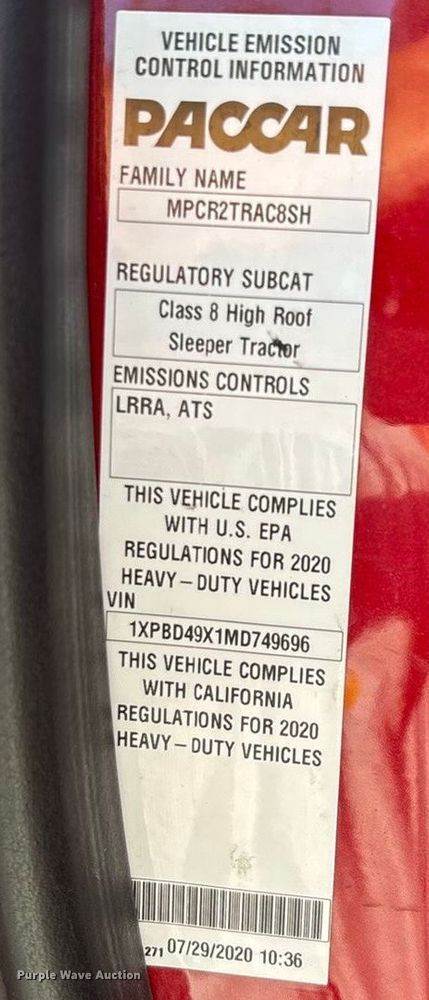 VEHICLE EMISSION
CONTROL INFORMATION
PACCAR
FAMILY NAME
MPCR2TRAC8SH
REGULATORY SUBCAT
Class 8 High Roof
Sleeper Tractor
EMISSIONS CONTROLS
LRRA, ATS
THIS VEHICLE COMPLIES
WITH U.S. EPA
REGULATIONS FOR 2020
HEAVY–DUTY VEHICLES
VIN
1XPBD49X1MD749696
THIS VEHICLE COMPLIES
WITH CALIFORNIA
REGULATIONS FOR 2020
HEAVY–DUTY VEHICLES
271 07/29/2020 10:36
Purple Wave Auction